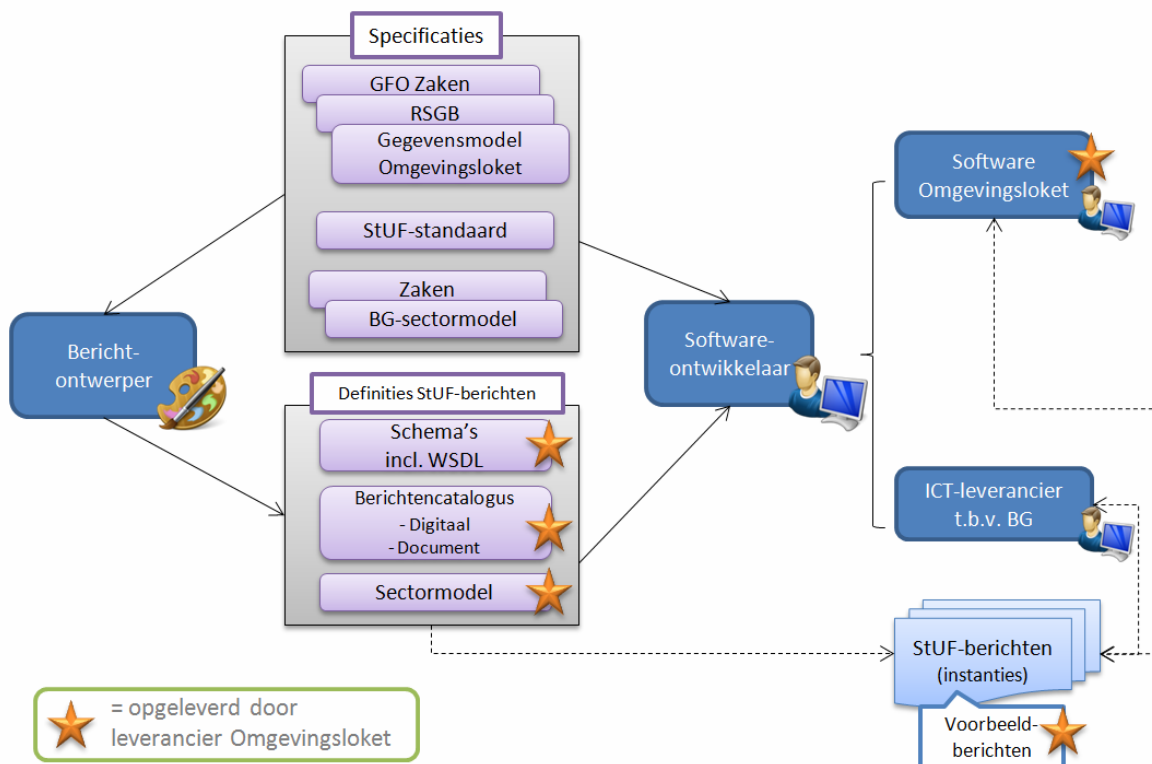 Specificaties
GFO Zaken
RSGB
Gegevensmodel
Omgevingsloket
StUF-standaard
Zaken
BG-sectormodel
Bericht-
ontwerper
Definities StUF-berichten
Schema's
incl. WSDL
Berichtencatalogus
- Digitaal
- Document
Sectormodel
Software-
ontwikkelaar
Software
Omgevingsloket
ICT-leverancier
t.b.v. BG
StUF-berichten
(instanties)
Voorbeeld-
berichten
= opgeleverd door
leverancier Omgevingsloket